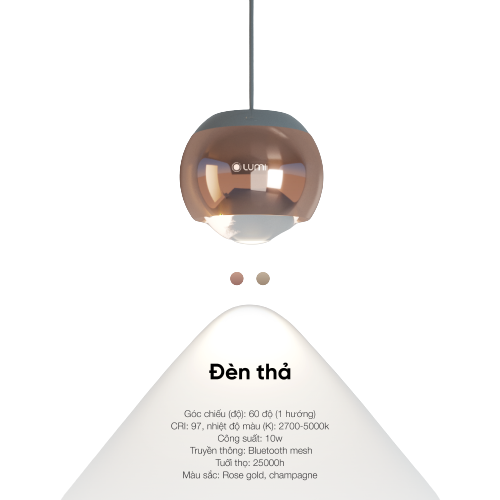 LUMI
Đèn thả
Góc chiếu (độ): 60 độ (1 hướng)
CRI: 97, nhiệt độ màu (K): 2700-5000k
Công suất: 10w
Truyền thông: Bluetooth mesh
Tuổi thọ: 25000h
Màu sắc: Rose gold, champagne